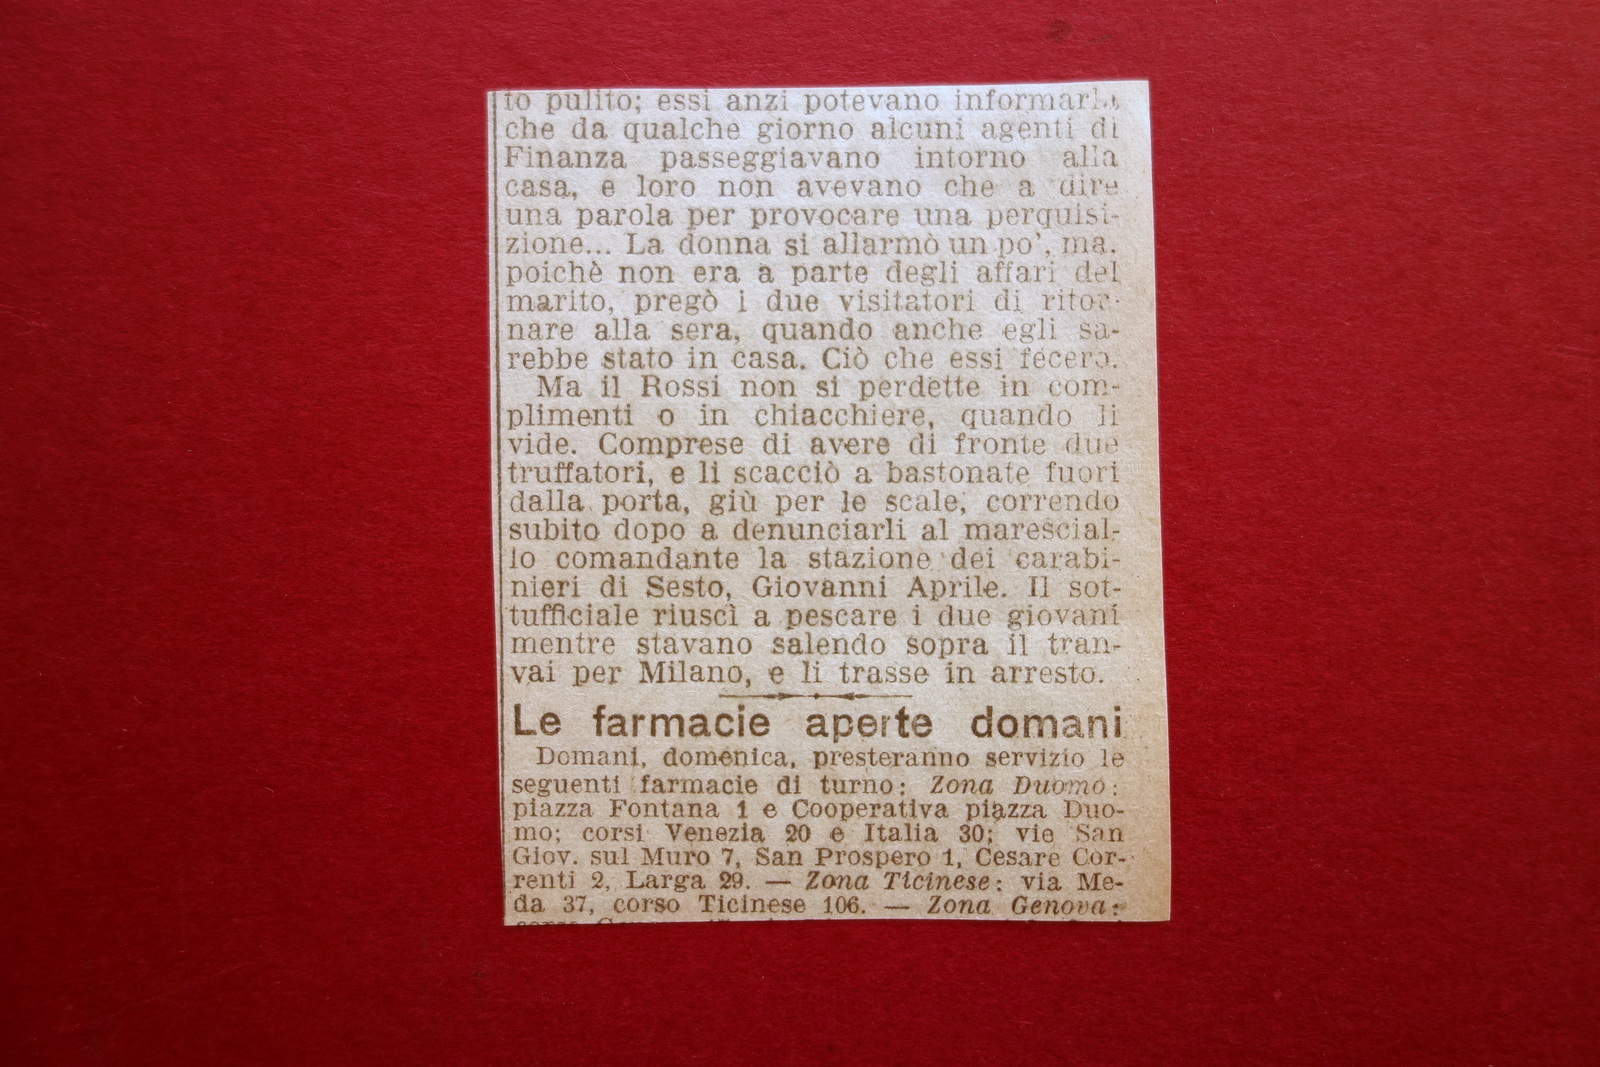 to pulito; essi anzi potevano informarla
che da qualche giorno alcuni agenti di
Finanza passeggiavano intorno alla
casa, e loro non avevano che a dire
una parola per provocare una perquisi-
zione... La donna si allarmò un po', ma,
poichè non era a parte degli affari del
marito, pregò i due visitatori di ritor-
nare alla sera, quando anche egli sa-
rebbe stato in casa. Ciò che essi fecero.
Ma il Rossi non si perdette in com-
plimenti o in chiacchiere, quando li
vide. Comprese di avere di fronte due
truffatori, e li scacciò a bastonate fuori
dalla porta, giù per le scale, correndo
subito dopo a denunciarli al marescial-
lo comandante la stazione dei carabi-
nieri di Sesto, Giovanni Aprile. Il sot-
tufficiale riuscì a pescare i due giovani
mentre stavano salendo sopra il tran-
vai per Milano, e li trasse in arresto.
Le farmacie aperte domani
Domani, domenica, presteranno servizio le
seguenti farmacie di turno: Zona Duomo:
piazza Fontana 1 e Cooperativa piazza Duo-
mo; corsi Venezia 20 e Italia 30; vie San
Giov. sul Muro 7, San Prospero 1, Cesare Cor-
renti 2, Larga 29. — Zona Ticinese: via Me-
da 37, corso Ticinese 106. — Zona Genova: